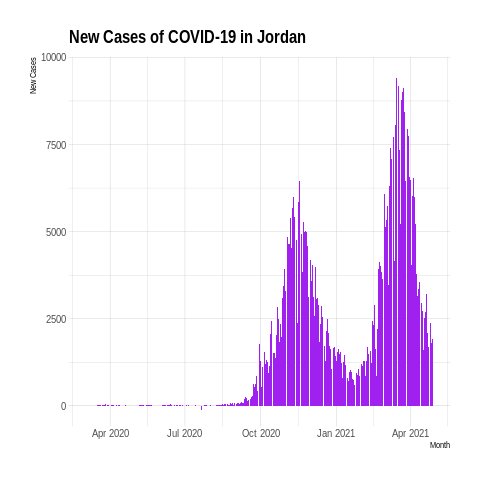 New Cases of COVID-19 in Jordan
New Cases
10000
7500
5000
2500
0
Apr 2020 Jul 2020 Oct 2020 Jan 2021 Apr 2021
Month